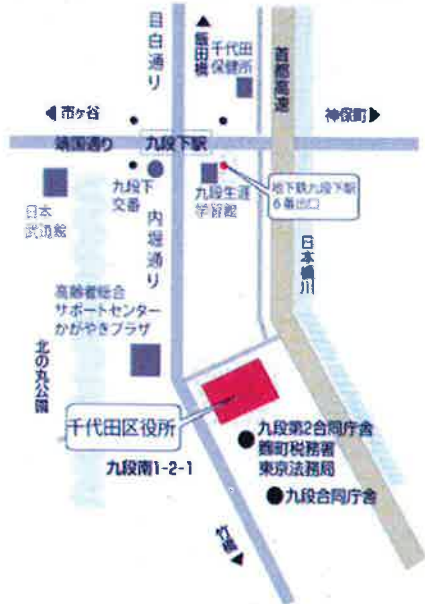 目白通り
▲
飯田橋
千代田
保健所
首都高速
◀市ヶ谷
神保町▶
靖国通り
九段下駅
日本
武道館
九段下
交番
九段生涯
学習館
地下鉄九段下駅
6番出口
内堀通り
日本橋川
高齢者総合
サポートセンター
かがやきプラザ
北の丸公園
千代田区役所
九段南1-2-1
九段第2合同庁舎
麴町税務署
東京法務局
九段合同庁舎
竹橋
▼